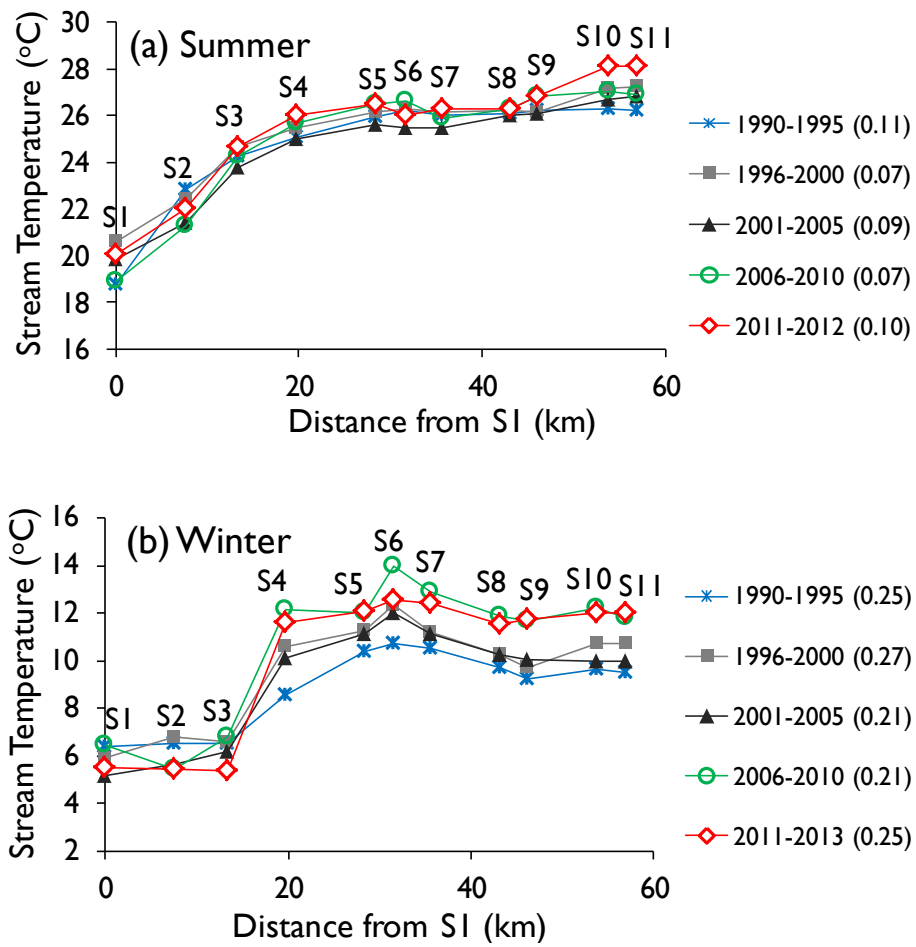 (a) Summer
Stream Temperature (°C)
30
28
26
24
22
20
18
16
S1
S2
S3
S4
S5
S6
S7
S8
S9
S10
S11
0
20
40
60
Distance from S1 (km)
1990-1995 (0.11)
1996-2000 (0.07)
2001-2005 (0.09)
2006-2010 (0.07)
2011-2012 (0.10)
(b) Winter
Stream Temperature (°C)
16
14
12
10
8
6
4
2
S1
S2
S3
S4
S5
S6
S7
S8
S9
S10
S11
0
20
40
60
Distance from S1 (km)
1990-1995 (0.25)
1996-2000 (0.27)
2001-2005 (0.21)
2006-2010 (0.21)
2011-2013 (0.25)